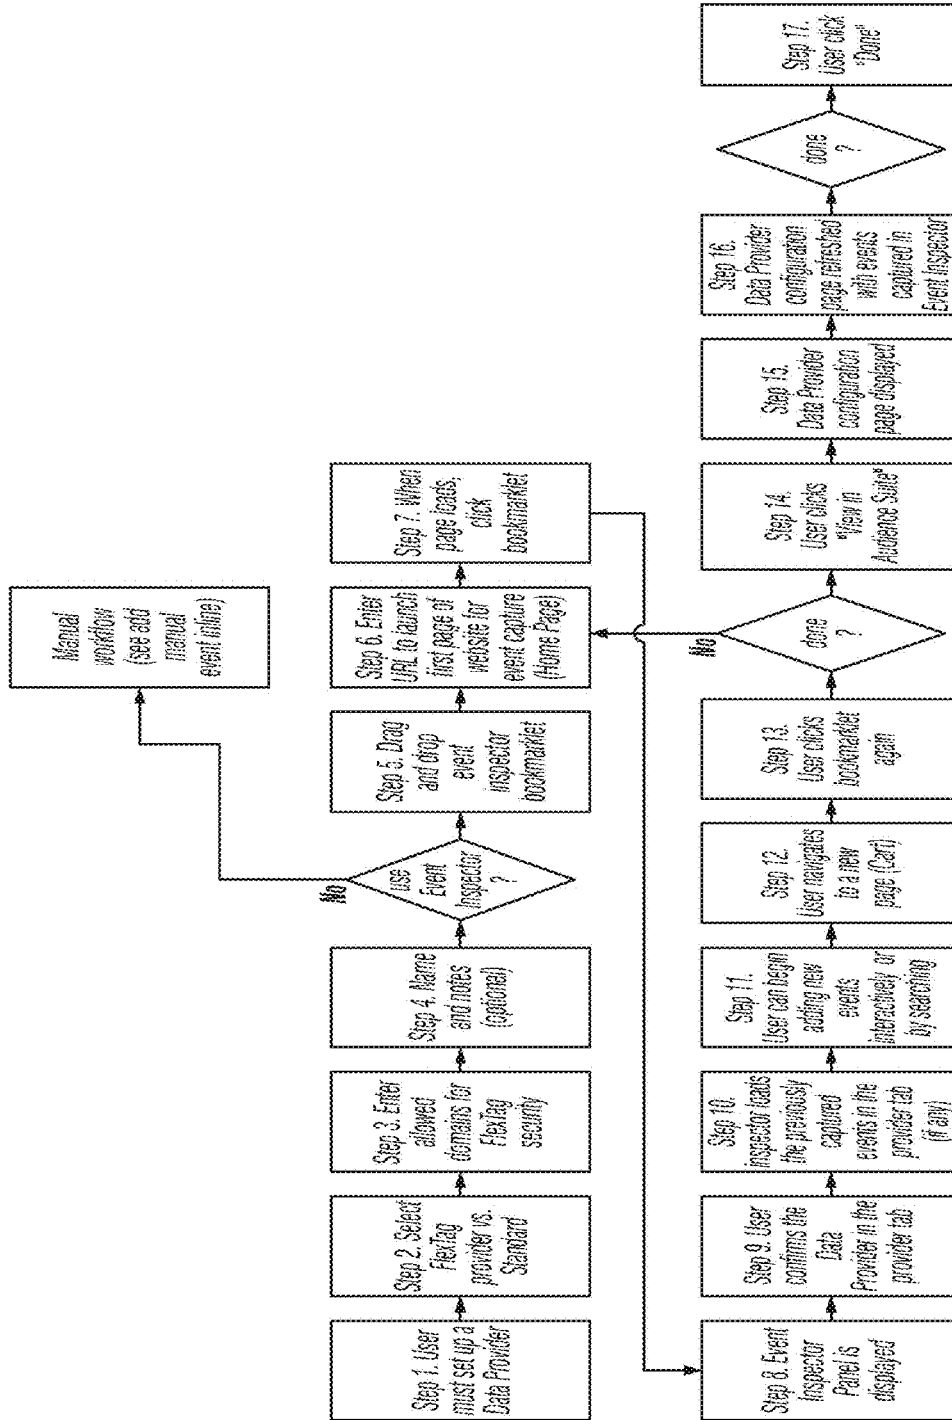 Manual
workflow
(see add
manual
event inline)
Step 1. User
must set up a
Data Provider
Step 2. Select
FlexTag
provider vs.
Standard
Step 3. Enter
allowed
domains for
FlexTag
security
Step 4. Name
and notes
(optional)
use
Event
Inspector
?
No
Step 5. Drag
and drop
event
inspector
bookmarklet
Step 6. Enter
URL to launch
first page of
website for
event capture
(Home Page)
Step 7. When
page loads,
click
bookmarklet
Step 8. Event
Inspector
Panel is
displayed
Step 9. User
confirms the
Data
Provider in the
provider tab
Step 10.
inspector loads
the previously
captured
events in the
provider tab
(if any)
Step 11.
User can begin
adding new
events
interactively or
by searching
Step 12.
User navigates
to a new
page (Cart)
Step 13.
User clicks
bookmarklet
again
done
?
No
Step 14.
User clicks
"View in
Audience Suite"
Step 15.
Data Provider
configuration
page displayed
Step 16.
Data Provider
configuration
page refreshed
with events
captured in
Event Inspector
done
?
Step 17.
User click
"Done"